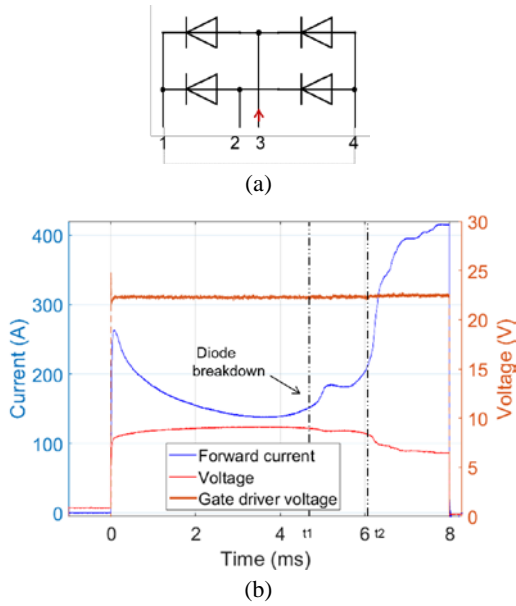 1 2 3 4
(a)
400
300
200
100
0
Current (A)
30
25
20
15
10
5
0
Voltage (V)
Diode
breakdown
Forward current
Voltage
Gate driver voltage
0 2 4 t1 6 t2 8
Time (ms)
(b)